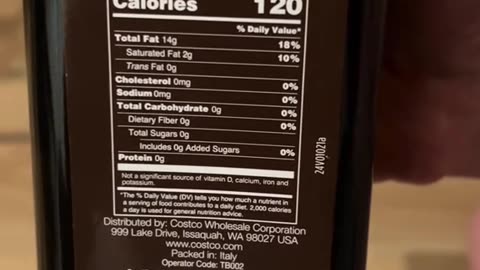 Calories 120
% Daily Value*
Total Fat 14g 18%
Saturated Fat 2g 10%
Trans Fat 0g
Cholesterol 0mg 0%
Sodium 0mg 0%
Total Carbohydrate 0g 0%
Dietary Fiber 0g 0%
Total Sugars 0g
Includes 0g Added Sugars 0%
Protein 0g
Not a significant source of vitamin D, calcium, iron and
potassium.
*The % Daily Value (DV) tells you how much a nutrient in
a serving of food contributes to a daily diet. 2,000 calories
a day is used for general nutrition advice.
Distributed by: Costco Wholesale Corporation
999 Lake Drive, Issaquah, WA 98027 USA
www.costco.com
Packed in: Italy
Operator Code: TB002